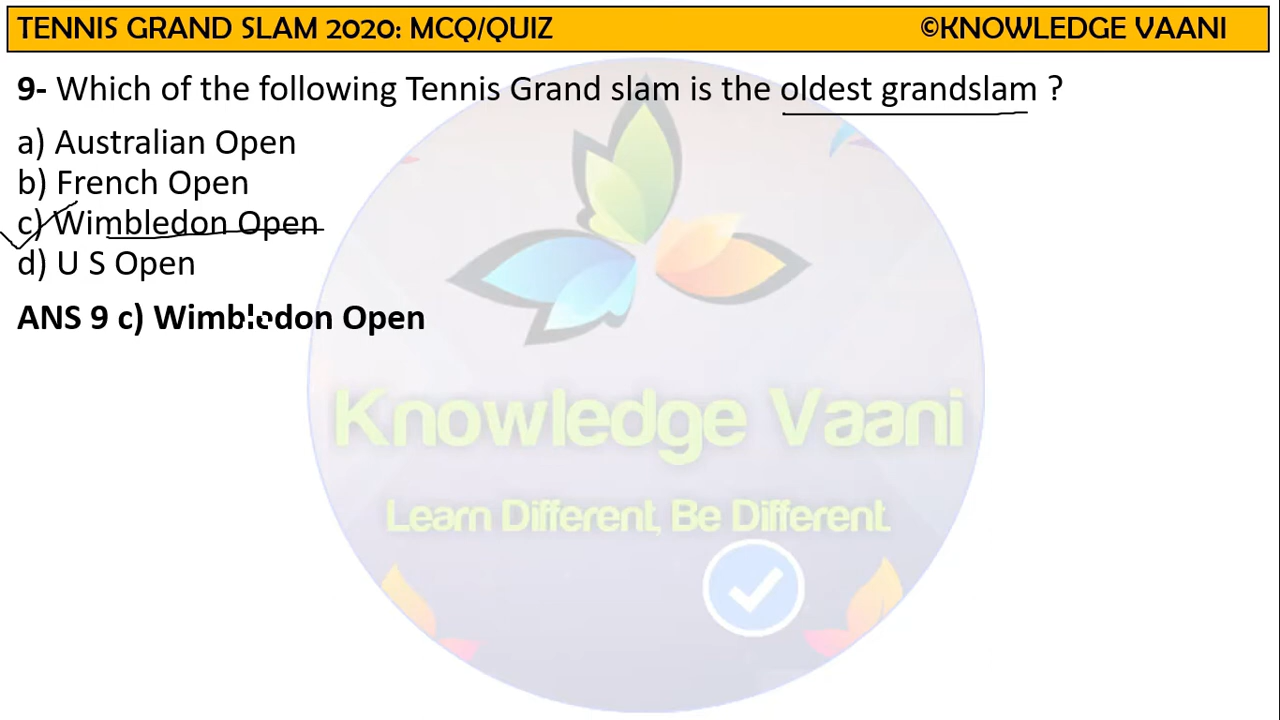 TENNIS GRAND SLAM 2020: MCQ/QUIZ ©KNOWLEDGE VAANI
9- Which of the following Tennis Grand slam is the oldest grandslam ?
a) Australian Open
b) French Open
c) Wimbledon Open
d) U S Open
ANS 9 c) Wimbledon Open
Knowledge Vaani
Learn Different, Be Different